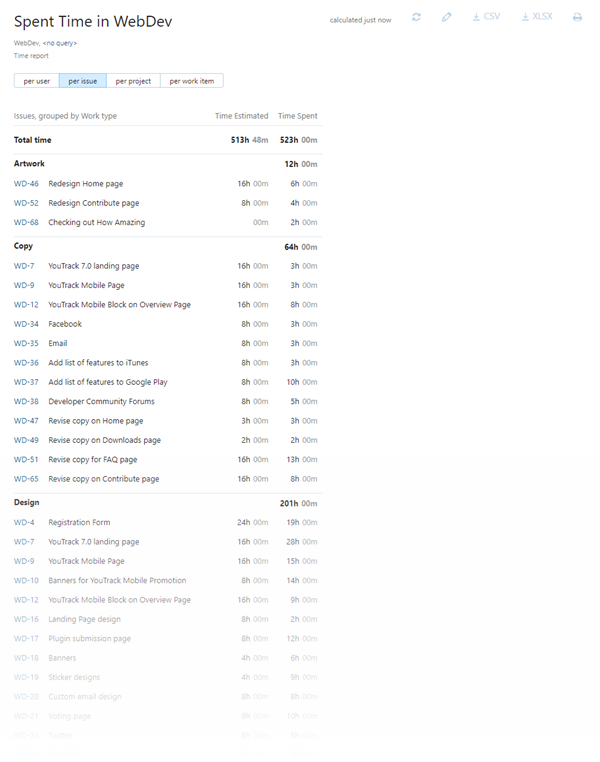 Spent Time in WebDev
calculated just now
CSV
XLSX
WebDev, <no query>
Time report
per user per issue per project per work item
Issues, grouped by Work type Time Estimated Time Spent
Total time 513h 48m 523h 00m
Artwork 12h 00m
WD-46 Redesign Home page 16h 00m 6h 00m
WD-52 Redesign Contribute page 8h 00m 4h 00m
WD-68 Checking out How Amazing 00m 2h 00m
Copy 64h 00m
WD-7 YouTrack 7.0 landing page 16h 00m 3h 00m
WD-9 YouTrack Mobile Page 16h 00m 3h 00m
WD-12 YouTrack Mobile Block on Overview Page 16h 00m 8h 00m
WD-34 Facebook 8h 00m 3h 00m
WD-35 Email 8h 00m 3h 00m
WD-36 Add list of features to iTunes 8h 00m 3h 00m
WD-37 Add list of features to Google Play 8h 00m 10h 00m
WD-38 Developer Community Forums 8h 00m 5h 00m
WD-47 Revise copy on Home page 3h 00m 3h 00m
WD-49 Revise copy on Downloads page 2h 00m 2h 00m
WD-51 Revise copy for FAQ page 16h 00m 13h 00m
WD-65 Revise copy on Contribute page 16h 00m 8h 00m
Design 201h 00m
WD-4 Registration Form 24h 00m 19h 00m
WD-7 YouTrack 7.0 landing page 16h 00m 28h 00m
WD-9 YouTrack Mobile Page 16h 00m 15h 00m
WD-10 Banners for YouTrack Mobile Promotion 8h 00m 14h 00m
WD-12 YouTrack Mobile Block on Overview Page 16h 00m 9h 00m
WD-16 Landing Page design 8h 00m 2h 00m
WD-17 Plugin submission page 8h 00m 12h 00m
WD-18 Banners 4h 00m 6h 00m
WD-19 Sticker designs 4h 00m 9h 00m
WD-20 Custom email design 8h 00m 8h 00m
WD-21 Voting page 8h 00m 10h 00m
Twitter